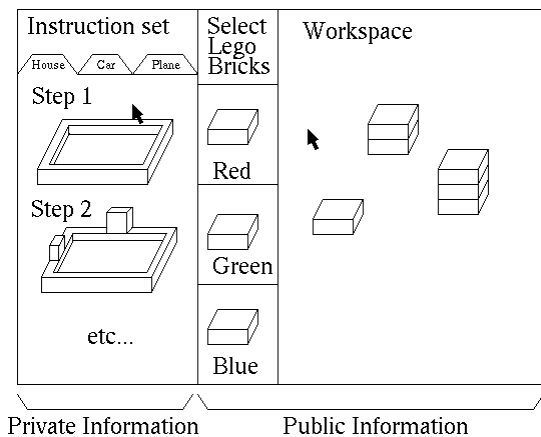 Instruction set
House Car Plane
Step 1
Step 2
etc...
Select
Lego
Bricks
Red
Green
Blue
Workspace
Private Information
Public Information